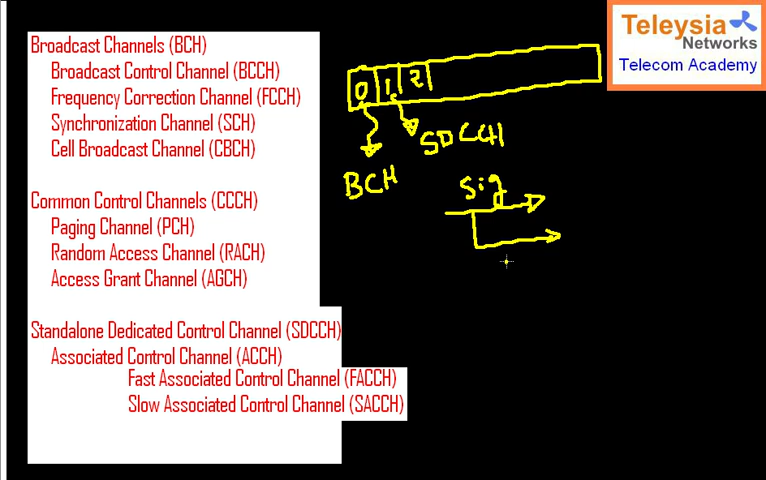 Teleysia
Networks
Telecom Academy
Broadcast Channels (BCH)
Broadcast Control Channel (BCCH)
Frequency Correction Channel (FCCH)
Synchronization Channel (SCH)
Cell Broadcast Channel (CBCH)
Common Control Channels (CCCH)
Paging Channel (PCH)
Random Access Channel (RACH)
Access Grant Channel (AGCH)
Standalone Dedicated Control Channel (SDCCH)
Associated Control Channel (ACCH)
Fast Associated Control Channel (FACCH)
Slow Associated Control Channel (SACCH)
0 1 2
SDCCH
BCH
Sig